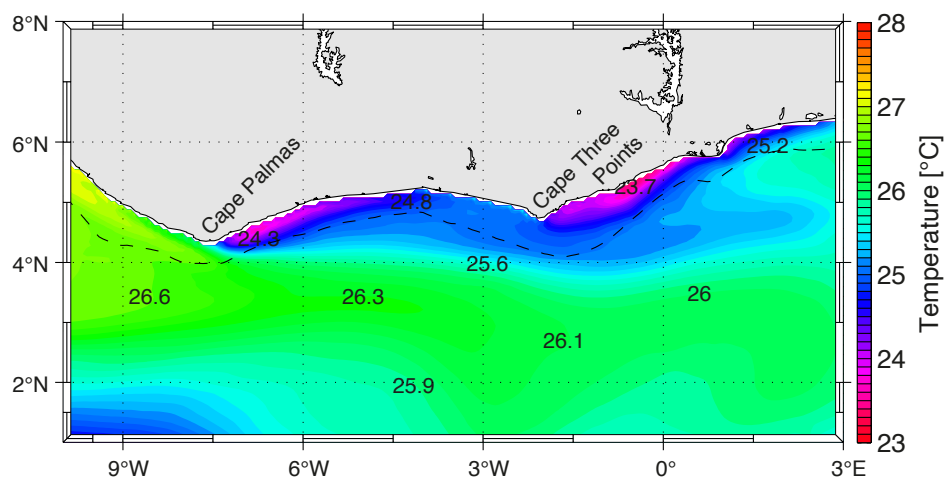 8°N
6°N
4°N
2°N
9°W
6°W
3°W
0°
3°E
Cape Palmas
Cape Three
Points
25.2
23.7
24.8
24.3
25.6
26.6
26.3
26
26.1
25.9
28
27
26
25
24
23
Temperature [°C]